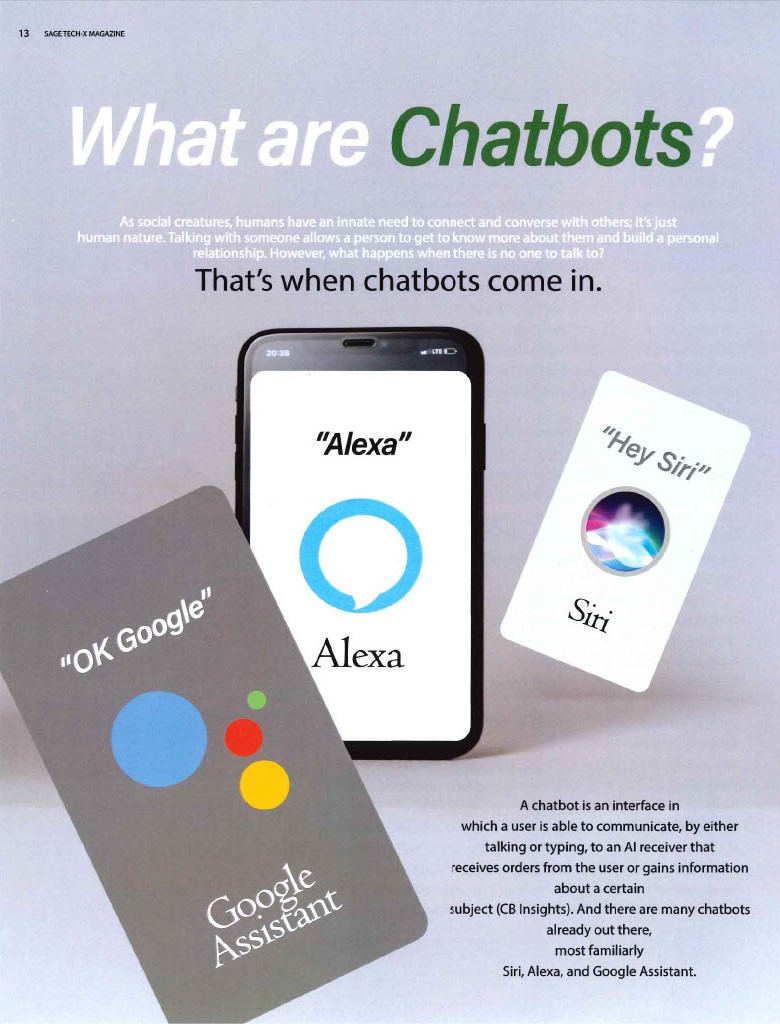 13 SAGE TECH-X MAGAZINE
What are Chatbots?
As social creatures, humans have an innate need to connect and converse with others; it's just
human nature. Talking with someone allows a person to get to know more about them and build a personal
relationship. However, what happens when there is no one to talk to?
That's when chatbots come in.
20:38
LTE
"Alexa"
Alexa
"Hey Siri"
Siri
"OK Google"
Google
Assistant
A chatbot is an interface in
which a user is able to communicate, by either
talking or typing, to an AI receiver that
receives orders from the user or gains information
about a certain
subject (CB Insights). And there are many chatbots
already out there,
most familiarly
Siri, Alexa, and Google Assistant.